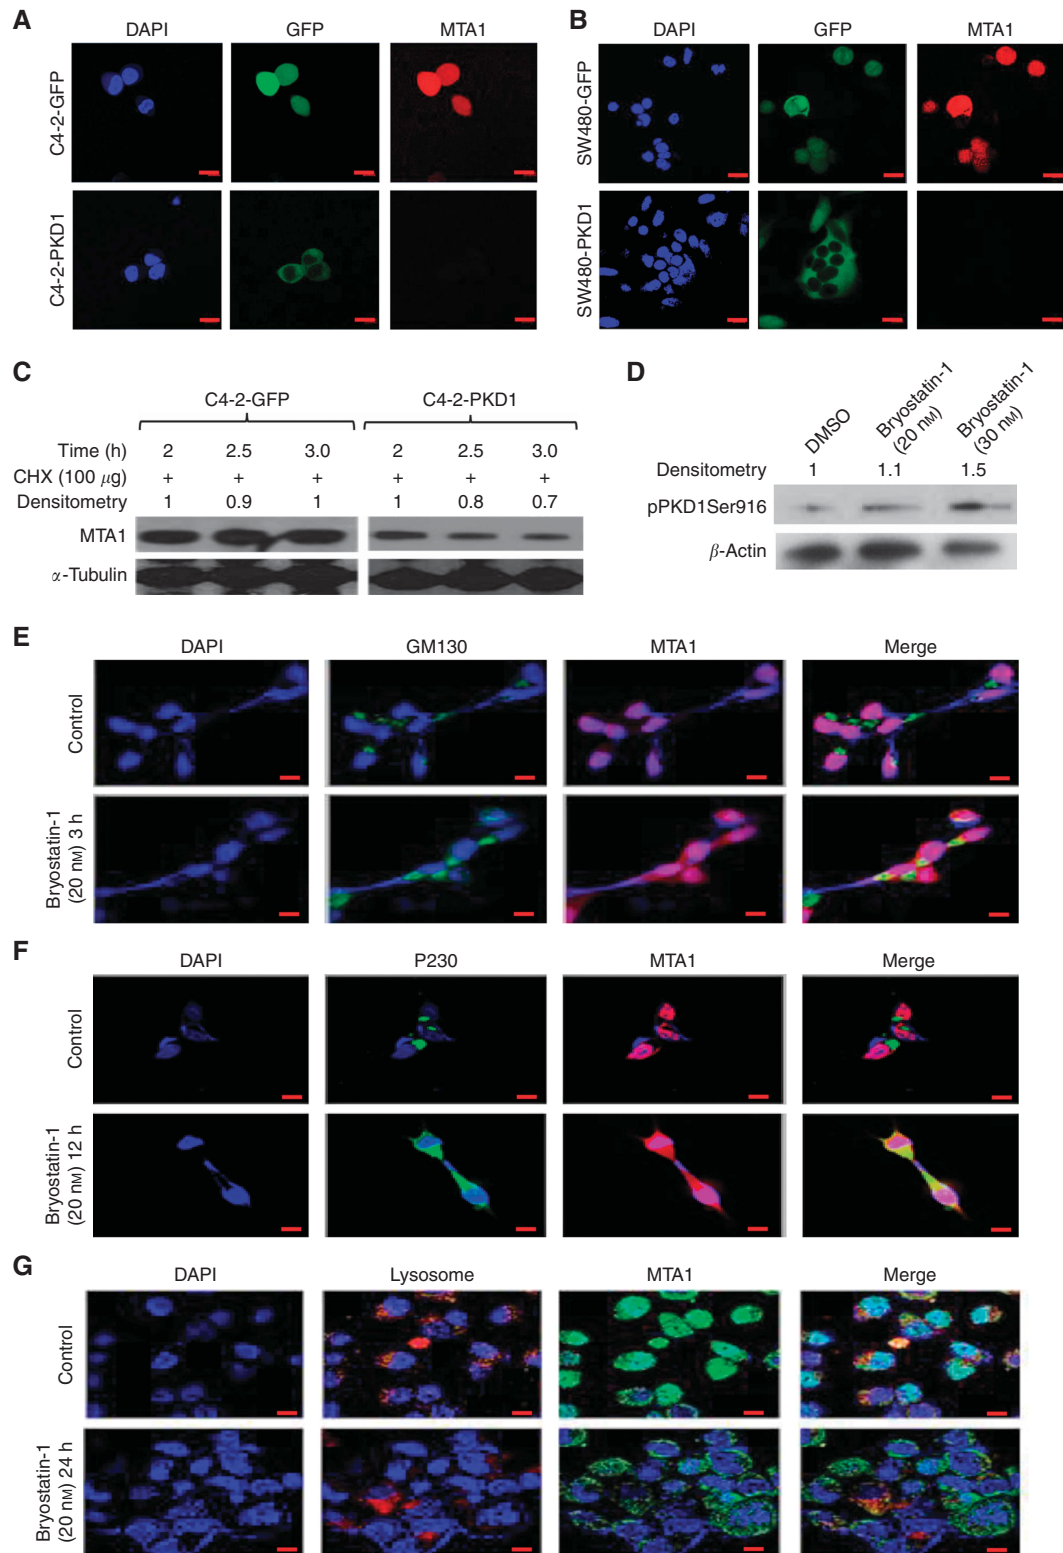 A
DAPI GFP MTA1
C4-2-GFP
C4-2-PKD1
B
DAPI GFP MTA1
SW480-GFP
SW480-PKD1
C
C4-2-GFP C4-2-PKD1
Time (h) 2 2.5 3.0 2 2.5 3.0
CHX (100 μg) + + + + + +
Densitometry 1 0.9 1 1 0.8 0.7
MTA1
α-Tubulin
D
DMSO
Bryostatin-1
(20 nM)
Bryostatin-1
(30 nM)
Densitometry 1 1.1 1.5
pPKD1Ser916
β-Actin
E
DAPI GM130 MTA1 Merge
Control
Bryostatin-1
(20 nM) 3 h
F
DAPI P230 MTA1 Merge
Control
Bryostatin-1
(20 nM) 12 h
G
DAPI Lysosome MTA1 Merge
Control
Bryostatin-1
(20 nM) 24 h